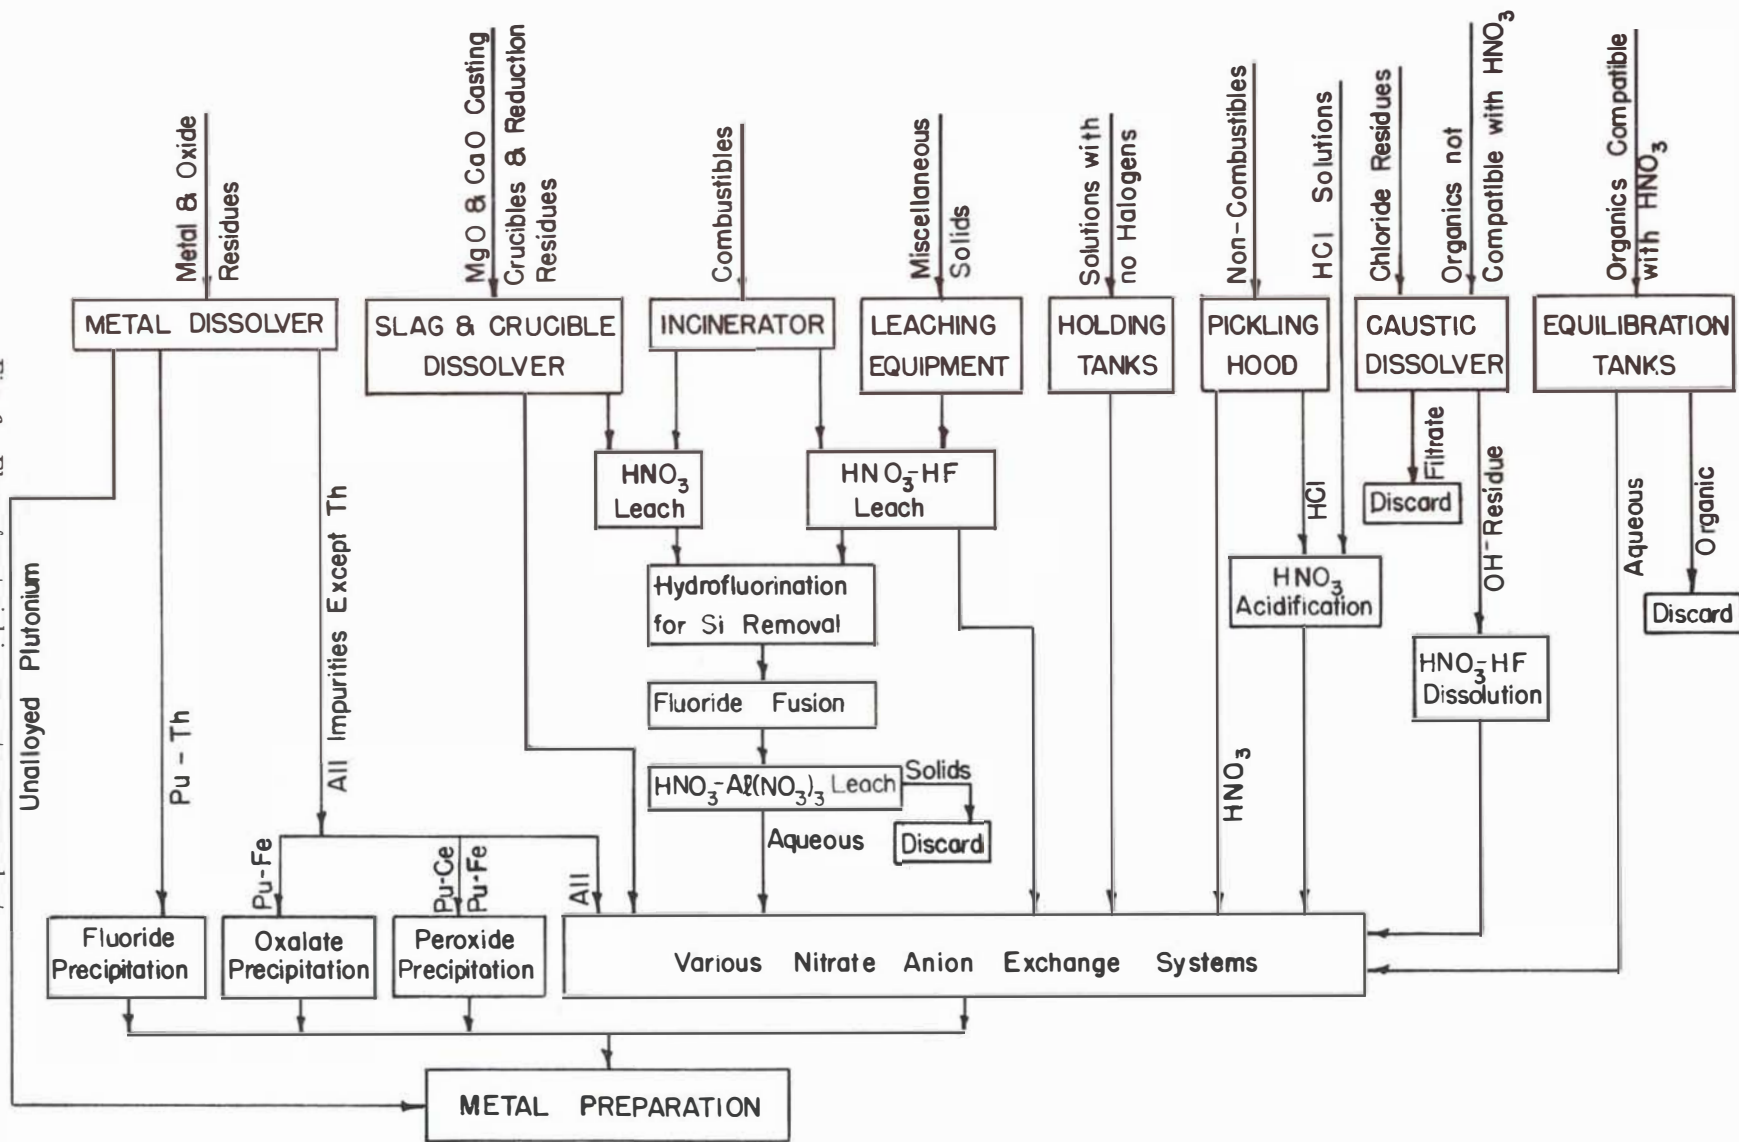 Metal & Oxide
Residues
MgO & CaO Casting
Crucibles & Reduction
Residues
Combustibles
Miscellaneous
Solids
Solutions with
no Halogens
Non-Combustibles
HCl Solutions
Chloride Residues
Organics not
Compatible with HNO₃
Organics Compatible
with HNO₃
METAL DISSOLVER
SLAG & CRUCIBLE
DISSOLVER
INCINERATOR
LEACHING
EQUIPMENT
HOLDING
TANKS
PICKLING
HOOD
CAUSTIC
DISSOLVER
EQUILIBRATION
TANKS
HNO₃
Leach
HNO₃-HF
Leach
HCl
Filtrate
Discard
OH-Residue
Aqueous
Organic
Discard
Unalloyed Plutonium
Pu - Th
All Impurities Except Th
Hydrofluorination
for Si Removal
HNO₃
Acidification
HNO₃-HF
Dissolution
Fluoride Fusion
HNO₃-Al(NO₃)₃ Leach
Solids
Discard
Aqueous
HNO₃
Pu-Fe
Pu-Ce
Pu-Fe
All
Fluoride
Precipitation
Oxalate
Precipitation
Peroxide
Precipitation
Various Nitrate Anion Exchange Systems
METAL PREPARATION